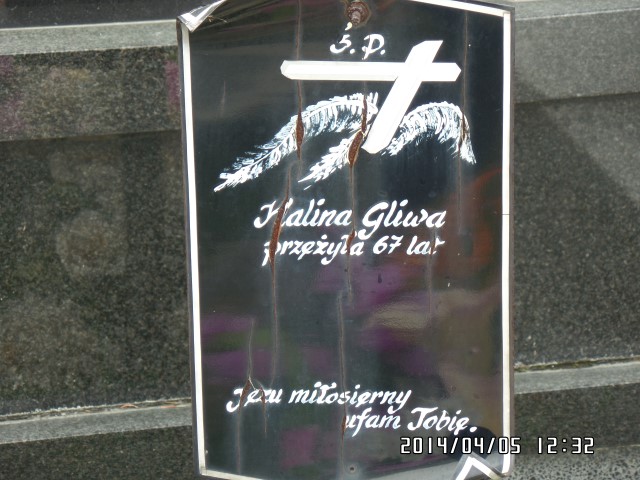 Ś. P.
Halina Gliwa
przeżyła 67 lat
Jezu miłosierny
ufam Tobie.
2014/04/05 12:32